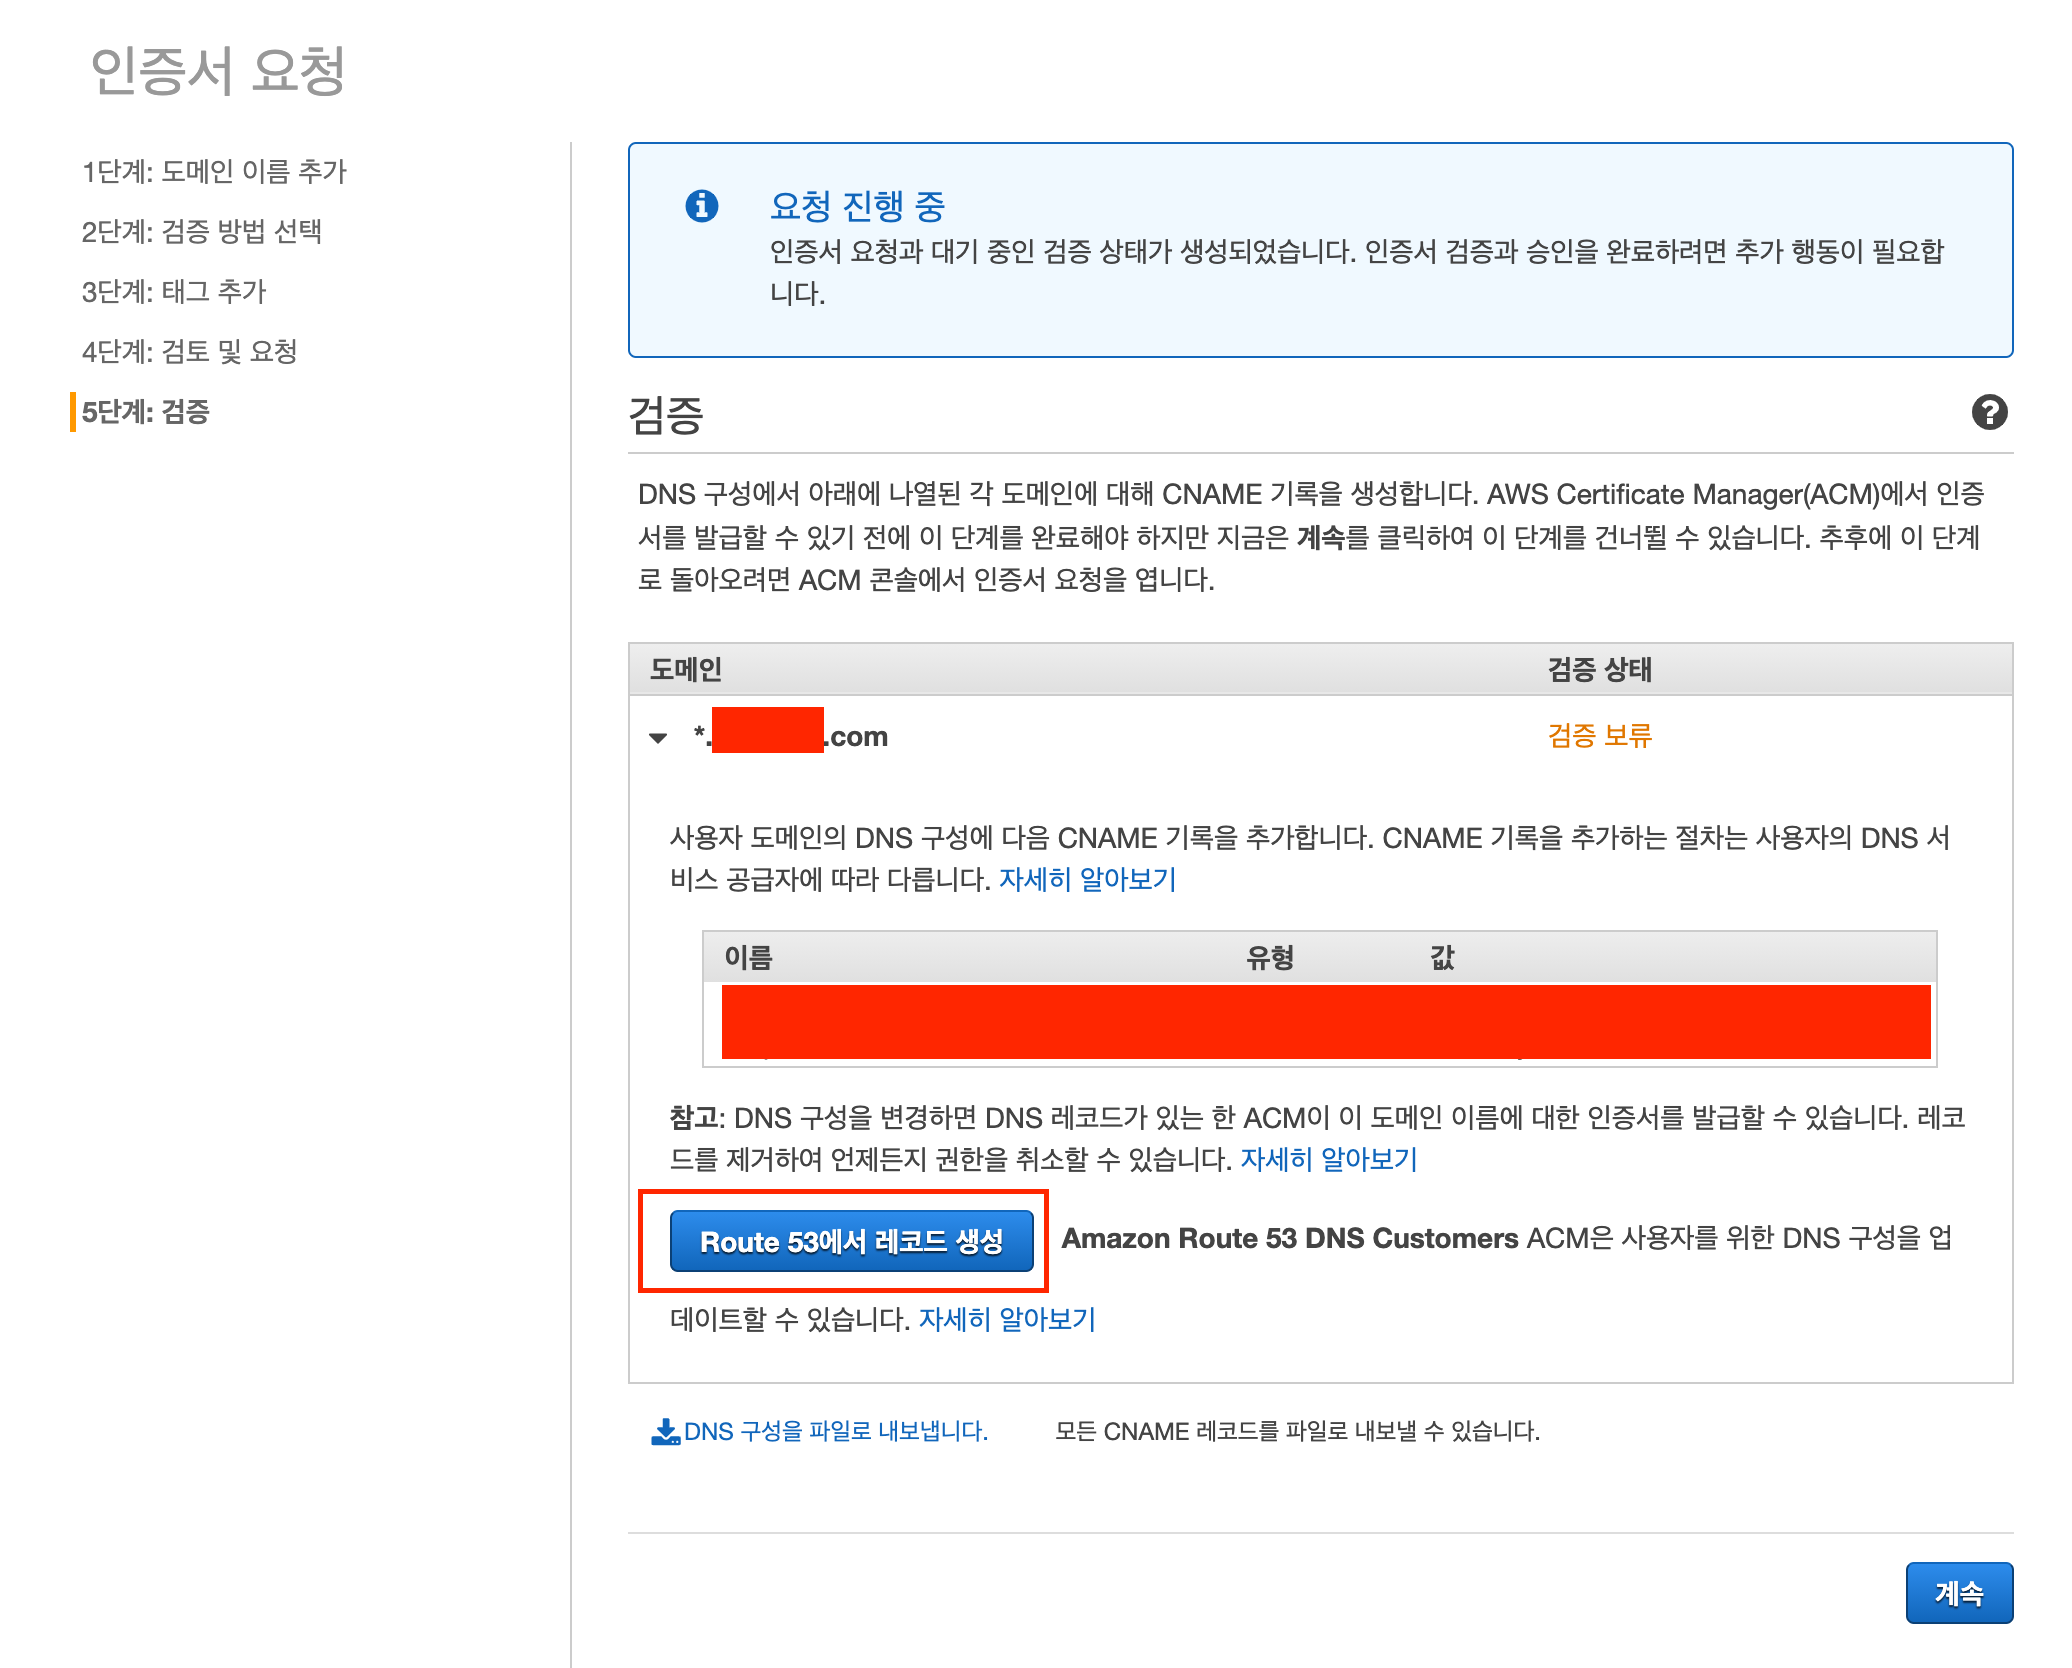 인증서 요청
1단계: 도메인 이름 추가
2단계: 검증 방법 선택
3단계: 태그 추가
4단계: 검토 및 요청
5단계: 검증
요청 진행 중
인증서 요청과 대기 중인 검증 상태가 생성되었습니다. 인증서 검증과 승인을 완료하려면 추가 행동이 필요합
니다.
검증
DNS 구성에서 아래에 나열된 각 도메인에 대해 CNAME 기록을 생성합니다. AWS Certificate Manager(ACM)에서 인증
서를 발급할 수 있기 전에 이 단계를 완료해야 하지만 지금은 계속를 클릭하여 이 단계를 건너뛸 수 있습니다. 추후에 이 단계
로 돌아오려면 ACM 콘솔에서 인증서 요청을 엽니다.
도메인 검증 상태
*. .com 검증 보류
사용자 도메인의 DNS 구성에 다음 CNAME 기록을 추가합니다. CNAME 기록을 추가하는 절차는 사용자의 DNS 서
비스 공급자에 따라 다릅니다. 자세히 알아보기
이름 유형 값
참고: DNS 구성을 변경하면 DNS 레코드가 있는 한 ACM이 이 도메인 이름에 대한 인증서를 발급할 수 있습니다. 레코
드를 제거하여 언제든지 권한을 취소할 수 있습니다. 자세히 알아보기
Route 53에서 레코드 생성 Amazon Route 53 DNS Customers ACM은 사용자를 위한 DNS 구성을 업
데이트할 수 있습니다. 자세히 알아보기
DNS 구성을 파일로 내보냅니다. 모든 CNAME 레코드를 파일로 내보낼 수 있습니다.
계속